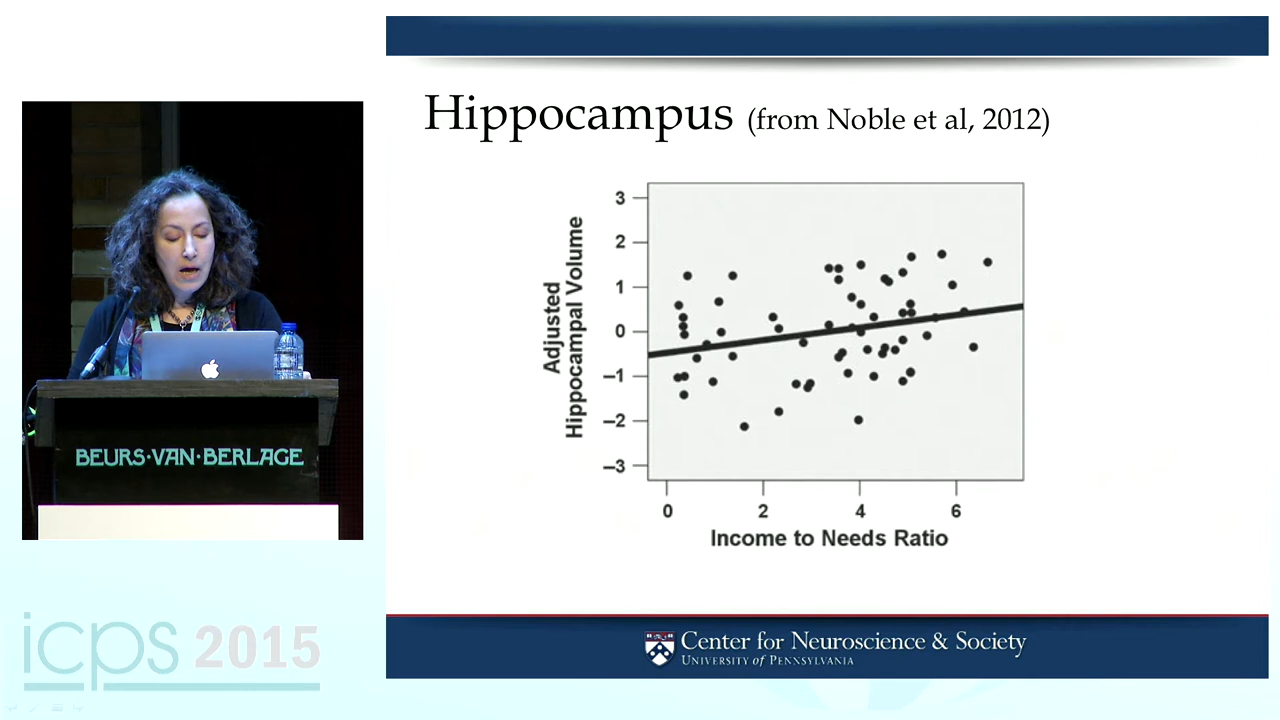 Hippocampus (from Noble et al, 2012)
3
2
1
0
–1
–2
–3
Adjusted
Hippocampal Volume
0 2 4 6
Income to Needs Ratio
BEURS·VAN·BERLAGE
icps 2015
Center for Neuroscience & Society
UNIVERSITY of PENNSYLVANIA